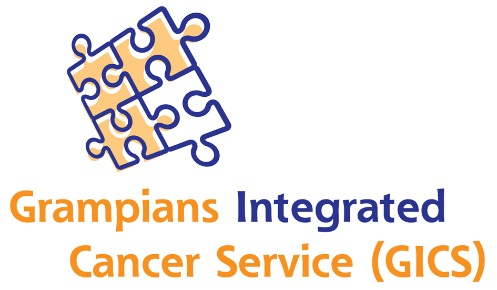 Grampians Integrated
Cancer Service (GICS)